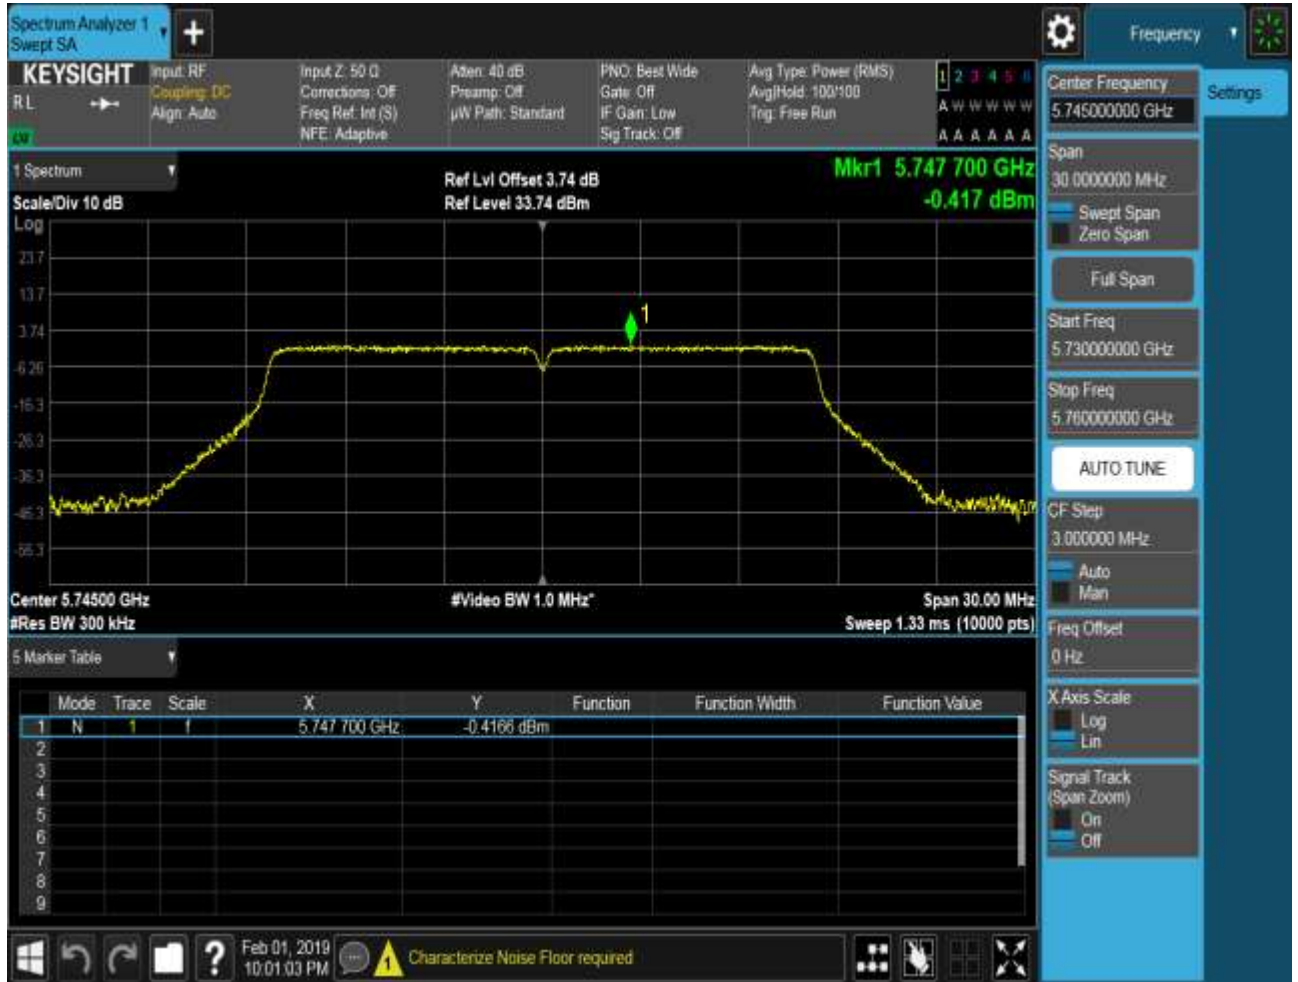 Spectrum Analyzer 1
Swept SA
+
Frequency
KEYSIGHT
R L
Input: RF
Coupling: DC
Align: Auto
Input Z: 50 Ω
Corrections: Off
Freq Ref: Int (S)
NFE: Adaptive
Atten: 40 dB
Preamp: Off
µW Path: Standard
PNO: Best Wide
Gate: Off
IF Gain: Low
Sig Track: Off
Avg Type: Power (RMS)
Avg|Hold: 100/100
Trig: Free Run
1 2 3 4 5 6
A W W W W W
A A A A A A
1 Spectrum
Scale/Div 10 dB
Log
Ref Lvl Offset 3.74 dB
Ref Level 33.74 dBm
Mkr1 5.747 700 GHz
-0.417 dBm
23.7
13.7
3.74
-6.26
-16.3
-26.3
-36.3
-46.3
-56.3
1
Center 5.74500 GHz
#Res BW 300 kHz
#Video BW 1.0 MHz*
Span 30.00 MHz
Sweep 1.33 ms (10000 pts)
5 Marker Table
Mode Trace Scale X Y Function Function Width Function Value
1 N 1 f 5.747 700 GHz -0.4166 dBm
2
3
4
5
6
7
8
9
Center Frequency
5.745000000 GHz
Settings
Span
30.0000000 MHz
Swept Span
Zero Span
Full Span
Start Freq
5.730000000 GHz
Stop Freq
5.760000000 GHz
AUTO TUNE
CF Step
3.000000 MHz
Auto
Man
Freq Offset
0 Hz
X Axis Scale
Log
Lin
Signal Track
(Span Zoom)
On
Off
?
Feb 01, 2019
10:01:03 PM
1
Characterize Noise Floor required